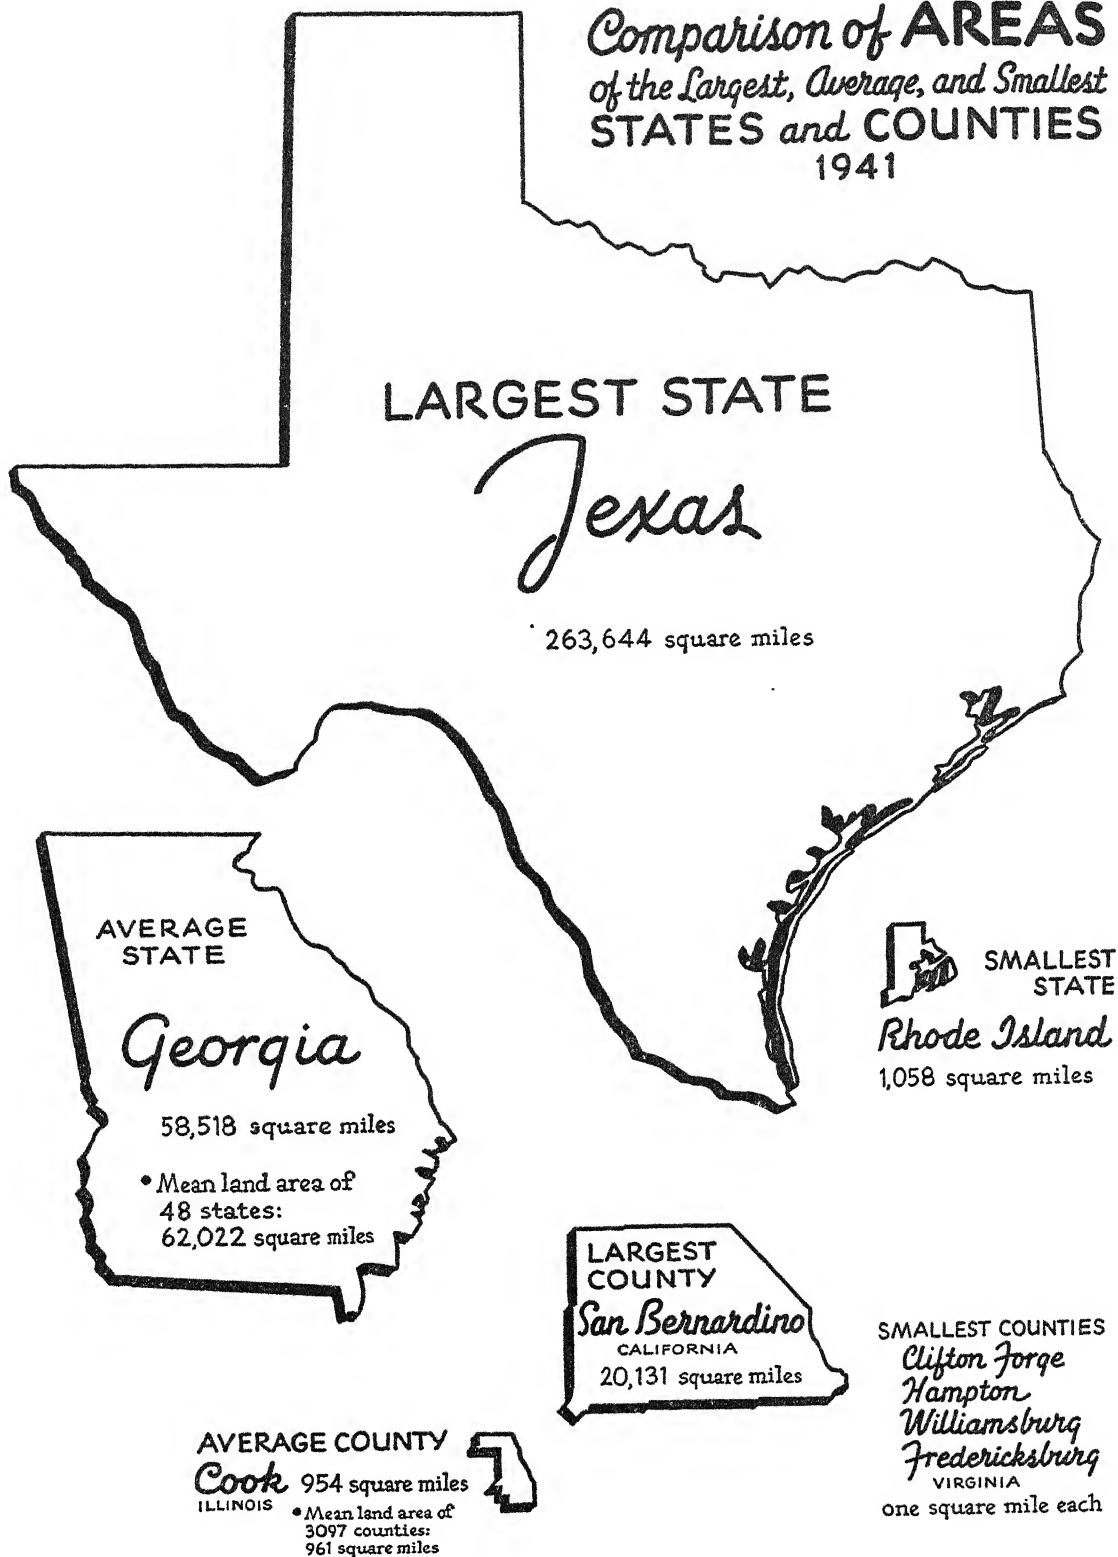 Comparison of AREAS
of the Largest, Average, and Smallest
STATES and COUNTIES
1941
LARGEST STATE
Texas
263,644 square miles
AVERAGE
STATE
Georgia
58,518 square miles
• Mean land area of
48 states:
62,022 square miles
SMALLEST
STATE
Rhode Island
1,058 square miles
LARGEST
COUNTY
San Bernardino
CALIFORNIA
20,131 square miles
SMALLEST COUNTIES
Clifton Forge
Hampton
Williamsburg
Fredericksburg
VIRGINIA
one square mile each
AVERAGE COUNTY
Cook 954 square miles
ILLINOIS
• Mean land area of
3097 counties:
961 square miles